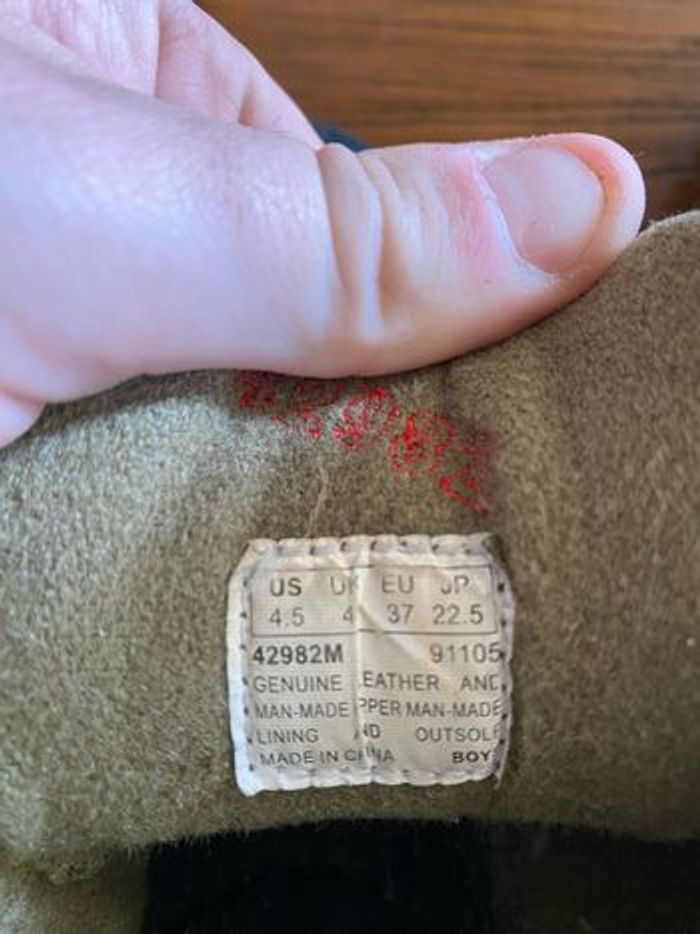 US UK EU JP
4.5 4 37 22.5
42982M 91105
GENUINE LEATHER AND
MAN-MADE PPER MAN-MADE
LINING AND OUTSOLE
MADE IN CHINA BOY